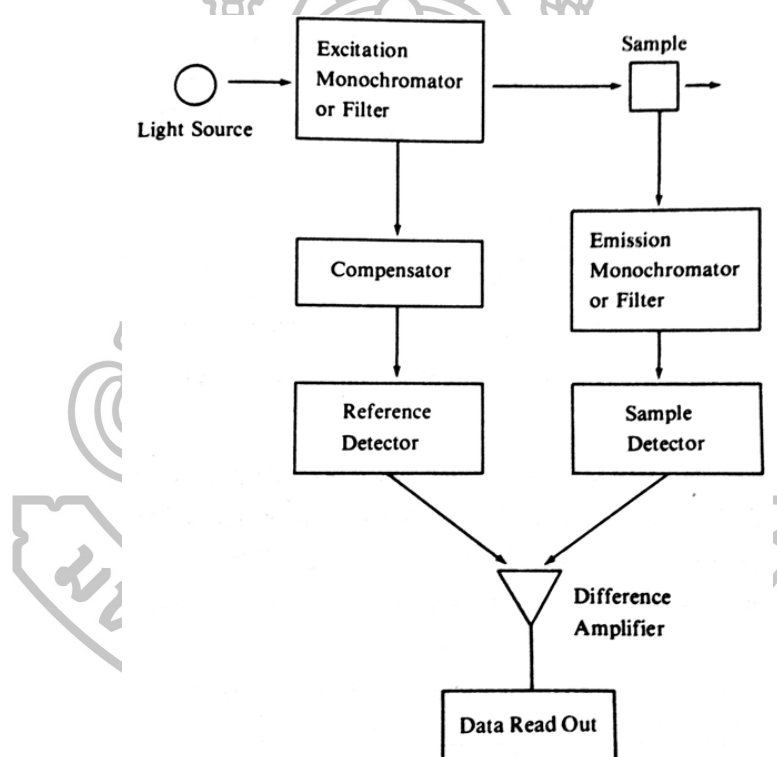 Excitation
Monochromator
or Filter
Sample
Light Source
Compensator
Emission
Monochromator
or Filter
Reference
Detector
Sample
Detector
Difference
Amplifier
Data Read Out